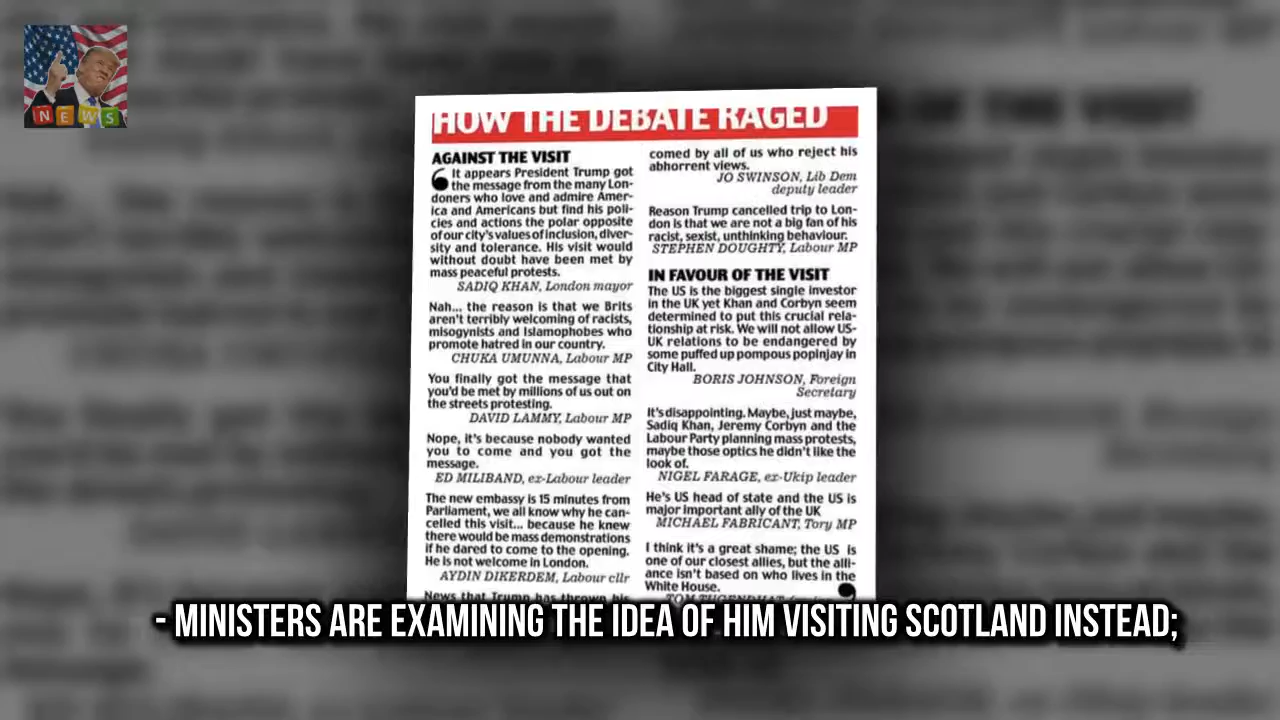 NEWS
HOW THE DEBATE RAGED
AGAINST THE VISIT
It appears President Trump got
the message from the many Lon-
doners who love and admire Amer-
ica and Americans but find his poli-
cies and actions the polar opposite
of our city's values of inclusion, diver-
sity and tolerance. His visit would
without doubt have been met by
mass peaceful protests.
SADIQ KHAN, London mayor
Nah... the reason is that we Brits
aren't terribly welcoming of racists,
misogynists and Islamophobes who
promote hatred in our country.
CHUKA UMUNNA, Labour MP
You finally got the message that
you'd be met by millions of us out on
the streets protesting.
DAVID LAMMY, Labour MP
Nope, it's because nobody wanted
you to come and you got the
message.
ED MILIBAND, ex-Labour leader
The new embassy is 15 minutes from
Parliament, we all know why he can-
celled this visit... because he knew
there would be mass demonstrations
if he dared to come to the opening.
He is not welcome in London.
AYDIN DIKERDEM, Labour cllr
News that Trump has thrown his
comed by all of us who reject his
abhorrent views.
JO SWINSON, Lib Dem
deputy leader
Reason Trump cancelled trip to Lon-
don is that we are not a big fan of his
racist, sexist, unthinking behaviour.
STEPHEN DOUGHTY, Labour MP
IN FAVOUR OF THE VISIT
The US is the biggest single investor
in the UK yet Khan and Corbyn seem
determined to put this crucial rela-
tionship at risk. We will not allow US-
UK relations to be endangered by
some puffed up pompous popinjay in
City Hall.
BORIS JOHNSON, Foreign
Secretary
It's disappointing. Maybe, just maybe,
Sadiq Khan, Jeremy Corbyn and the
Labour Party planning mass protests,
maybe those optics he didn't like the
look of.
NIGEL FARAGE, ex-Ukip leader
He's US head of state and the US is
major important ally of the UK
MICHAEL FABRICANT, Tory MP
I think it's a great shame; the US is
one of our closest allies, but the alli-
ance isn't based on who lives in the
White House.
TOM TUGENDHAT
- MINISTERS ARE EXAMINING THE IDEA OF HIM VISITING SCOTLAND INSTEAD;